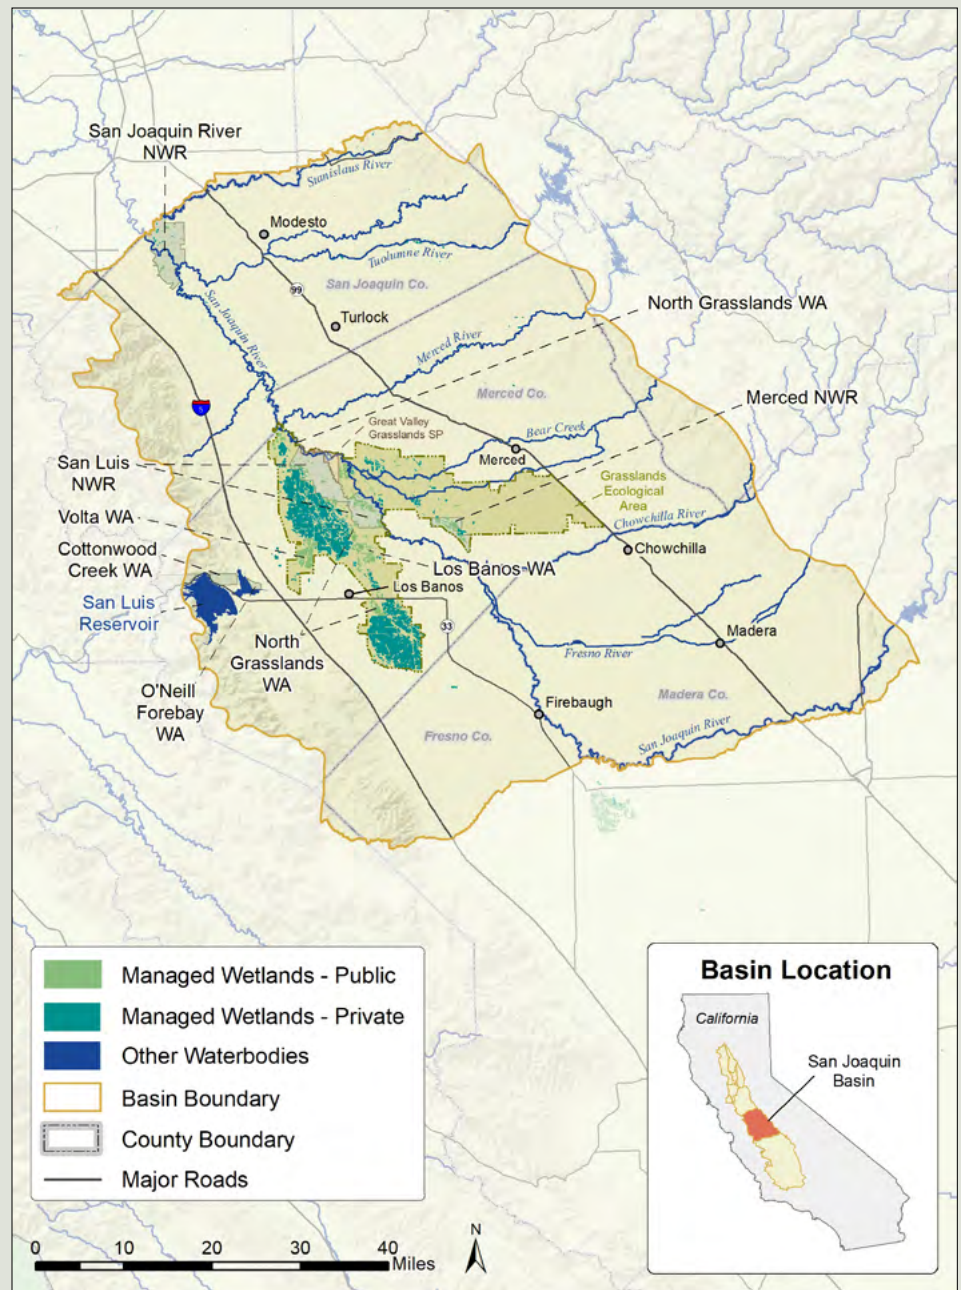 San Joaquin River
NWR
Stanislaus River
Modesto
Tuolumne River
San Joaquin Co.
99
San Joaquin River
Turlock
North Grasslands WA
Merced River
Merced Co.
Merced NWR
5
Great Valley
Grasslands SP
Bear Creek
Merced
San Luis
NWR
Grasslands
Ecological
Area
Volta WA
Chowchilla River
Cottonwood
Creek WA
Chowchilla
Los Banos WA
Los Banos
San Luis
Reservoir
33
Madera
North
Grasslands
WA
Fresno River
O'Neill
Forebay
WA
Madera Co.
Firebaugh
Fresno Co.
San Joaquin River
Managed Wetlands - Public
Managed Wetlands - Private
Other Waterbodies
Basin Boundary
County Boundary
Major Roads
Basin Location
California
San Joaquin
Basin
N
0 10 20 30 40
Miles